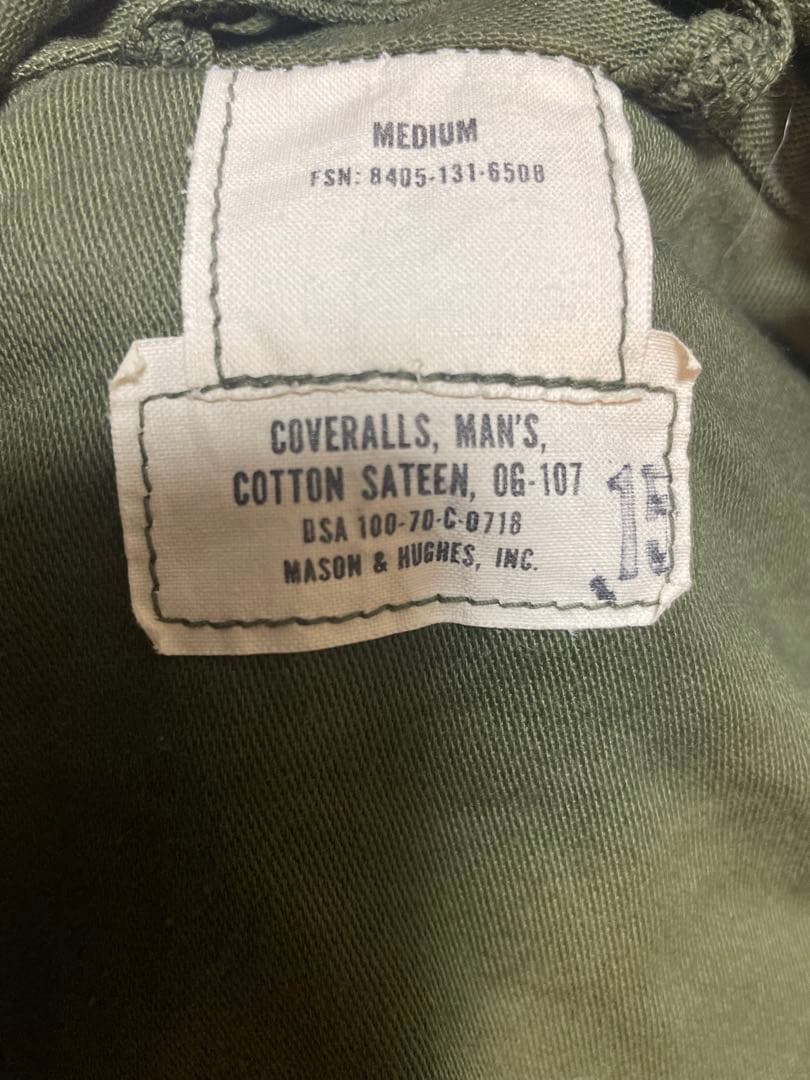 MEDIUM
FSN: 8405-131-6508
COVERALLS, MAN'S,
COTTON SATEEN, OG-107
DSA 100-70-C-0718
MASON & HUGHES, INC.